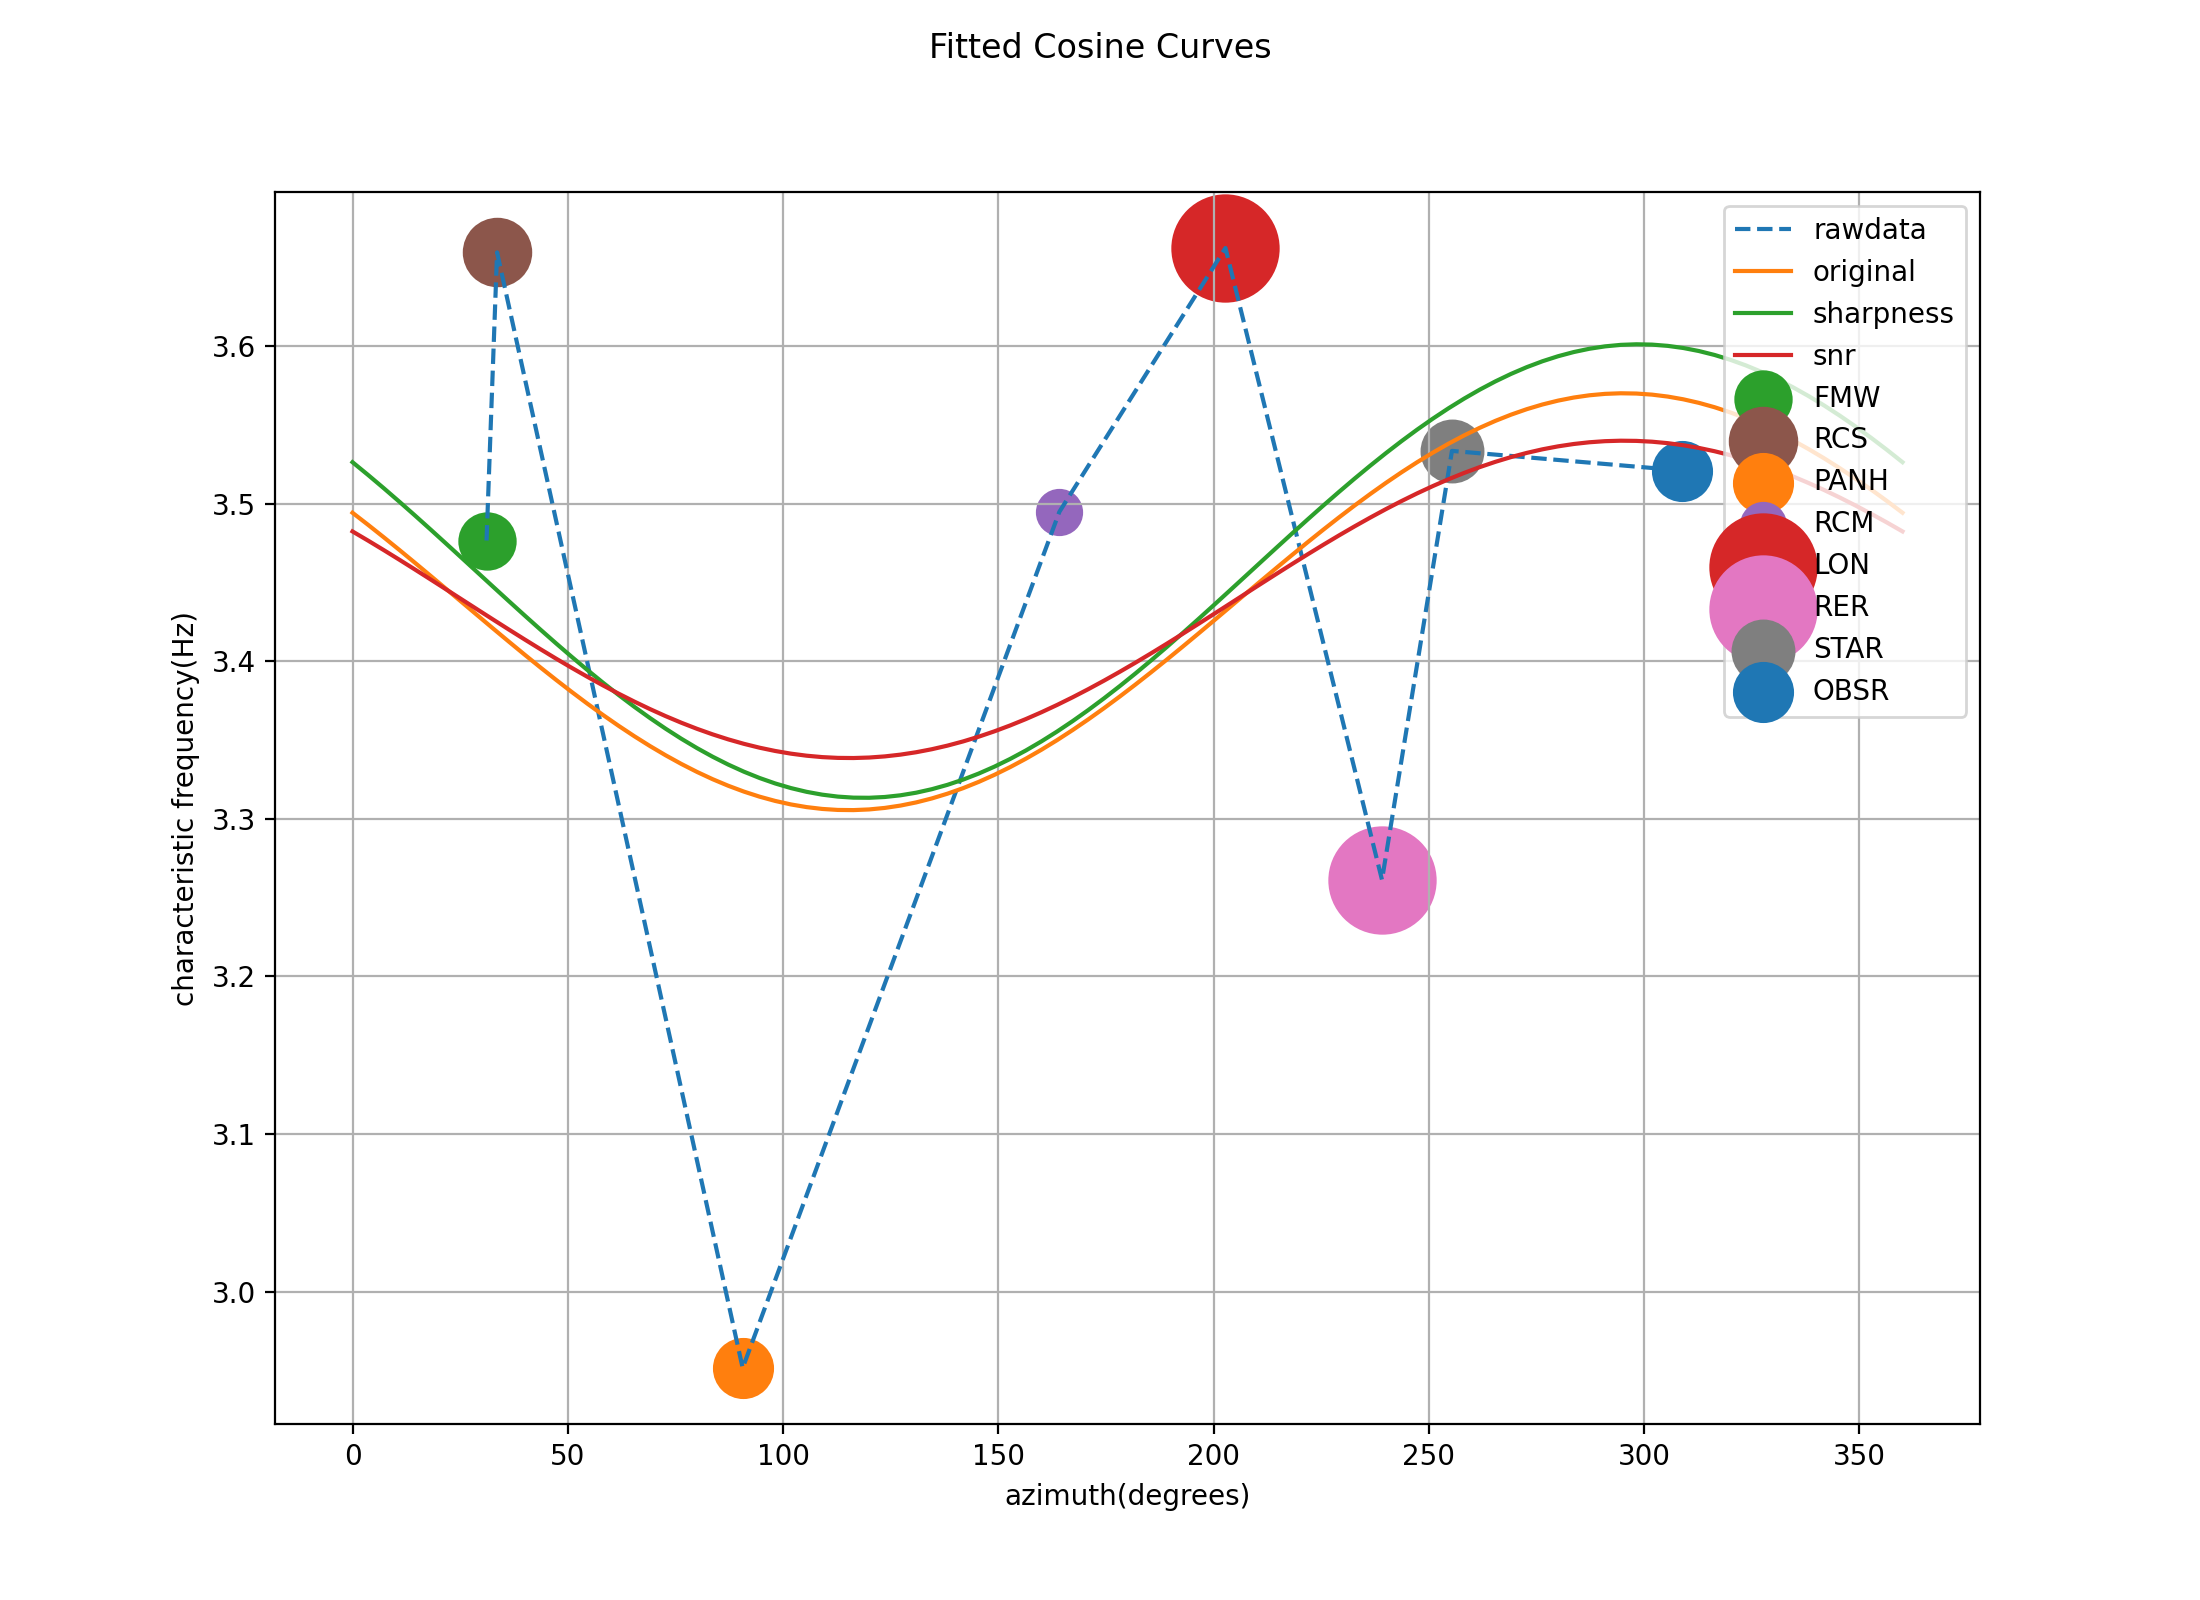 Fitted Cosine Curves
characteristic frequency(Hz)
3.6
3.5
3.4
3.3
3.2
3.1
3.0
0 50 100 150 200 250 300 350
azimuth(degrees)
rawdata
original
sharpness
snr
FMW
RCS
PANH
RCM
LON
RER
STAR
OBSR